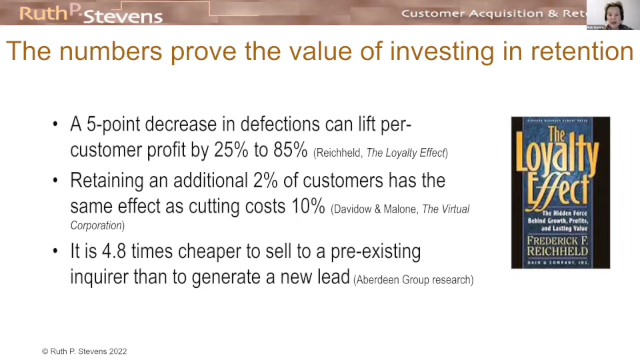 Ruth P. Stevens
Customer Acquisition & Rete
The numbers prove the value of investing in retention
• A 5-point decrease in defections can lift per-
customer profit by 25% to 85% (Reichheld, The Loyalty Effect)
• Retaining an additional 2% of customers has the
same effect as cutting costs 10% (Davidow & Malone, The Virtual
Corporation)
• It is 4.8 times cheaper to sell to a pre-existing
inquirer than to generate a new lead (Aberdeen Group research)
The
Loyalty
Effect
The Hidden Force
Behind Growth, Profits,
and Lasting Value
FREDERICK F.
REICHHELD
BAIN & COMPANY, INC.
© Ruth P. Stevens 2022